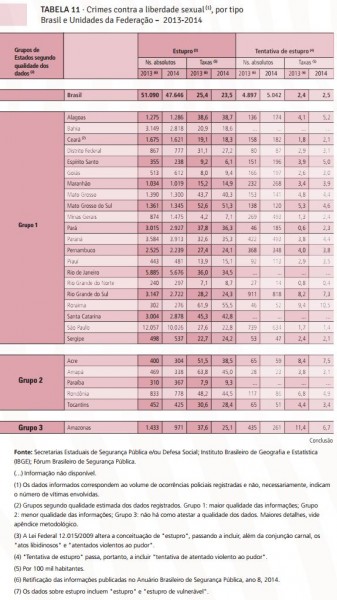 TABELA 11 - Crimes contra a liberdade sexual (1), por tipo
Brasil e Unidades da Federação – 2013-2014
Grupos de Estados segundo qualidade dos dados (2) Estupro (3) Tentativa de estupro (4)
Ns. absolutos Taxas (5) Ns. absolutos Taxas (5)
2013 (6) 2014 2013 (6) 2014 2013 (6) 2014 2013 (6) 2014
Brasil 51.090 47.646 25,4 23,5 4.897 5.042 2,4 2,5
Grupo 1
Alagoas 1.275 1.286 38,6 38,7 136 174 4,1 5,2
Bahia 3.149 2.818 20,9 18,6 ... ... ... ...
Ceará (7) 1.675 1.621 19,1 18,3 158 182 1,8 2,1
Distrito Federal 867 777 31,1 27,2 80 87 2,9 3,1
Espírito Santo 355 238 9,2 6,1 151 196 3,9 5,0
Goiás 513 612 8,0 9,4 166 197 2,6 3,0
Maranhão 1.034 1.019 15,2 14,9 232 268 3,4 3,9
Mato Grosso 1.390 1.300 43,7 40,3 153 141 4,8 4,4
Mato Grosso do Sul 1.361 1.345 52,6 51,3 138 120 5,3 4,6
Minas Gerais 874 1.475 4,2 7,1 269 493 1,3 2,4
Pará 3.015 2.927 37,8 36,3 46 185 0,6 2,3
Paraná 3.584 3.913 32,6 35,3 422 492 3,8 4,4
Pernambuco 2.525 2.239 27,4 24,1 368 348 4,0 3,8
Piauí 443 481 13,9 15,1 92 112 2,9 3,5
Rio de Janeiro 5.885 5.676 36,0 34,5 ... ... ... ...
Rio Grande do Norte 240 297 7,1 8,7 27 14 0,8 0,4
Rio Grande do Sul 3.147 2.722 28,2 24,3 911 818 8,2 7,3
Roraima 302 276 61,9 55,5 46 52 9,4 10,5
Santa Catarina 3.004 2.878 45,3 42,8 ... ... ... ...
São Paulo 12.057 10.026 27,6 22,8 739 634 1,7 1,4
Sergipe 498 537 22,7 24,2 53 47 2,4 2,1
Grupo 2
Acre 400 304 51,5 38,5 65 59 8,4 7,5
Amapá 469 338 63,8 45,0 28 23 3,8 3,1
Paraíba 310 367 7,9 9,3 ... ... ... ...
Rondônia 833 778 48,2 44,5 117 86 6,8 4,9
Tocantins 452 425 30,6 28,4 65 51 4,4 3,4
Grupo 3 Amazonas 1.433 971 37,6 25,1 435 261 11,4 6,7
Conclusão
Fonte: Secretarias Estaduais de Segurança Pública e/ou Defesa Social; Instituto Brasileiro de Geografia e Estatística
(IBGE); Fórum Brasileiro de Segurança Pública.
(...) Informação não disponível.
(1) Os dados informados correspondem ao volume de ocorrências policiais registradas e não, necessariamente, indicam
o número de vítimas envolvidas.
(2) Grupos segundo qualidade estimada dos dados registrados. Grupo 1: maior qualidade das informações; Grupo
2: menor qualidade das informações; Grupo 3: não há como atestar a qualidade dos dados. Maiores detalhes, vide
apêndice metodológico.
(3) A Lei Federal 12.015/2009 altera a conceituação de "estupro", passando a incluir, além da conjunção carnal, os
"atos libidinosos" e "atentados violentos ao pudor".
(4) "Tentativa de estupro" passa, portanto, a incluir "tentativa de atentado violento ao pudor".
(5) Por 100 mil habitantes.
(6) Retificação das informações publicadas no Anuário Brasileiro de Segurança Pública, ano 8, 2014.
(7) Os dados sobre estupro incluem "estupro" e "estupro de vulnerável".